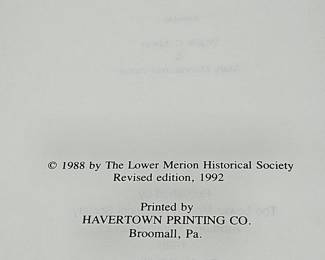 © 1988 by The Lower Merion Historical Society
Revised edition, 1992
Printed by
HAVERTOWN PRINTING CO.
Broomall, Pa.